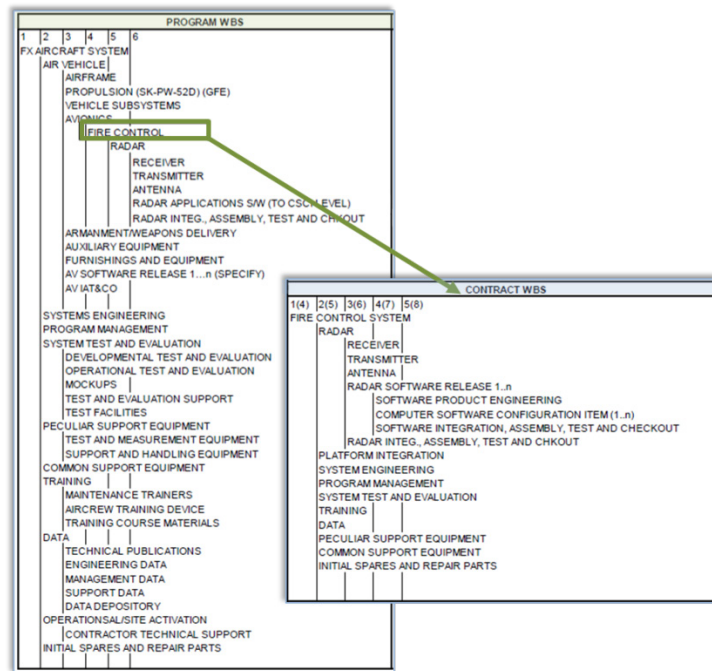 PROGRAM WBS
1 2 3 4 5 6
FX AIRCRAFT SYSTEM
AIR VEHICLE
AIRFRAME
PROPULSION (SK-PW-52D) (GFE)
VEHICLE SUBSYSTEMS
AVIONICS
FIRE CONTROL
RADAR
RECEIVER
TRANSMITTER
ANTENNA
RADAR APPLICATIONS S/W (TO CSCI LEVEL)
RADAR INTEG., ASSEMBLY, TEST AND CHKOUT
ARMANMENT/WEAPONS DELIVERY
AUXILIARY EQUIPMENT
FURNISHINGS AND EQUIPMENT
AV SOFTWARE RELEASE 1...n (SPECIFY)
AV IAT&CO
SYSTEMS ENGINEERING
PROGRAM MANAGEMENT
SYSTEM TEST AND EVALUATION
DEVELOPMENTAL TEST AND EVALUATION
OPERATIONAL TEST AND EVALUATION
MOCKUPS
TEST AND EVALUATION SUPPORT
TEST FACILITIES
PECULIAR SUPPORT EQUIPMENT
TEST AND MEASUREMENT EQUIPMENT
SUPPORT AND HANDLING EQUIPMENT
COMMON SUPPORT EQUIPMENT
TRAINING
MAINTENANCE TRAINERS
AIRCREW TRAINING DEVICE
TRAINING COURSE MATERIALS
DATA
TECHNICAL PUBLICATIONS
ENGINEERING DATA
MANAGEMENT DATA
SUPPORT DATA
DATA DEPOSITORY
OPERATIONSAL/SITE ACTIVATION
CONTRACTOR TECHNICAL SUPPORT
INITIAL SPARES AND REPAIR PARTS
CONTRACT WBS
1(4) 2(5) 3(6) 4(7) 5(8)
FIRE CONTROL SYSTEM
RADAR
RECEIVER
TRANSMITTER
ANTENNA
RADAR SOFTWARE RELEASE 1..n
SOFTWARE PRODUCT ENGINEERING
COMPUTER SOFTWARE CONFIGURATION ITEM (1..n)
SOFTWARE INTEGRATION, ASSEMBLY, TEST AND CHECKOUT
RADAR INTEG., ASSEMBLY, TEST AND CHKOUT
PLATFORM INTEGRATION
SYSTEM ENGINEERING
PROGRAM MANAGEMENT
SYSTEM TEST AND EVALUATION
TRAINING
DATA
PECULIAR SUPPORT EQUIPMENT
COMMON SUPPORT EQUIPMENT
INITIAL SPARES AND REPAIR PARTS